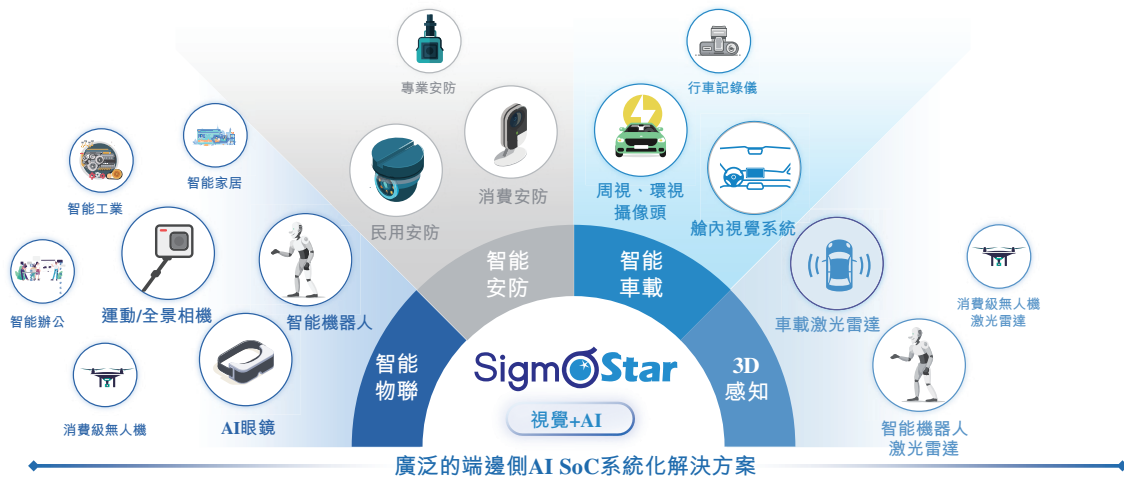 專業安防
行車記錄儀
智能家居
消費安防
周視、環視
攝像頭
智能工業
民用安防
艙內視覺系統
智能
安防
智能
車載
智能辦公
運動/全景相機
智能機器人
車載激光雷達
消費級無人機
激光雷達
智能
物聯
SigmaStar
3D
感知
視覺+AI
消費級無人機
AI眼鏡
智能機器人
激光雷達
廣泛的端邊側AI SoC系統化解決方案